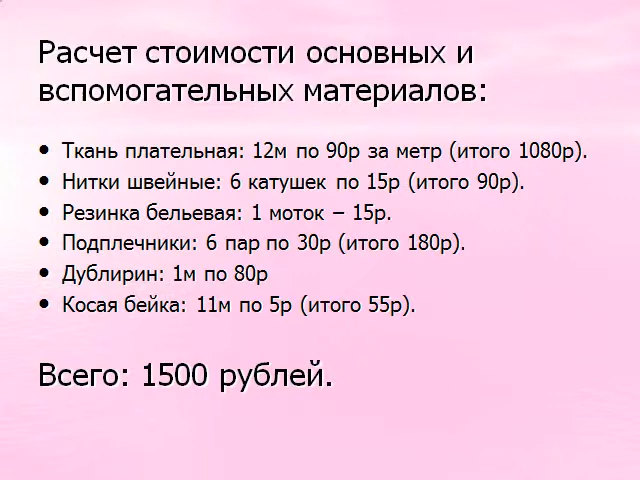 Расчет стоимости основных и
вспомогательных материалов:
• Ткань плательная: 12м по 90р за метр (итого 1080р).
• Нитки швейные: 6 катушек по 15р (итого 90р).
• Резинка бельевая: 1 моток – 15р.
• Подплечники: 6 пар по 30р (итого 180р).
• Дублирин: 1м по 80р
• Косая бейка: 11м по 5р (итого 55р).
Всего: 1500 рублей.